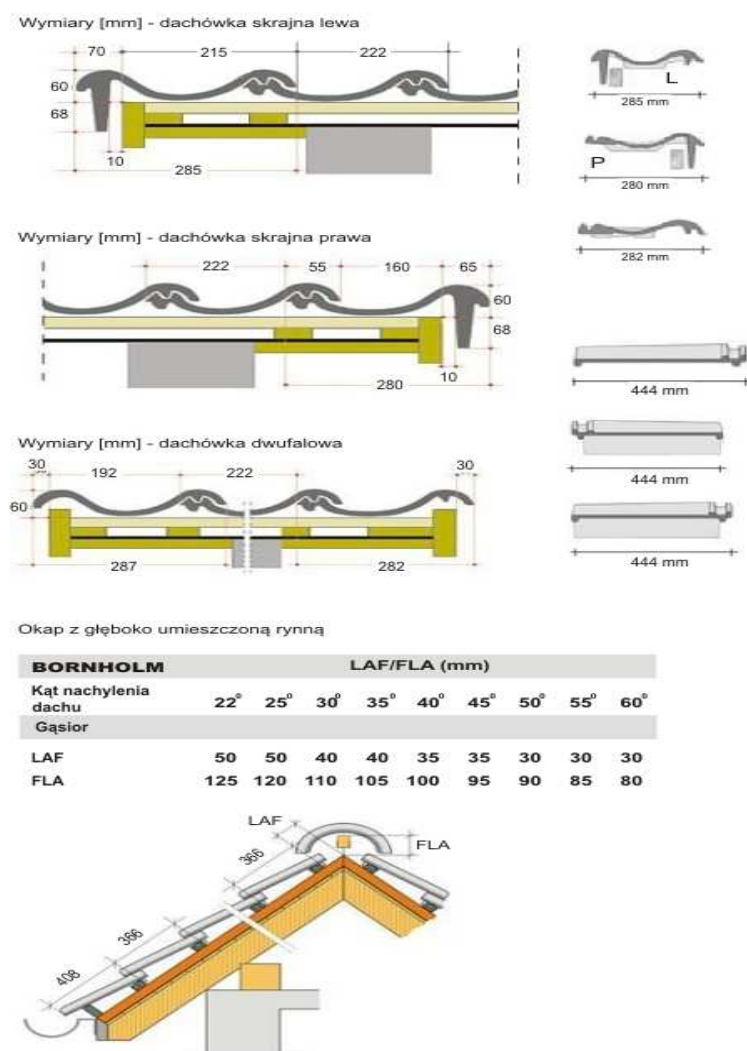 Wymiary [mm] - dachówka skrajna lewa
70 215 222
60
68
10
285
L
285 mm
P
280 mm
282 mm
Wymiary [mm] - dachówka skrajna prawa
222 55 160 65
60
68
10
280
444 mm
444 mm
444 mm
Wymiary [mm] - dachówka dwufalowa
30 192 222 30
60
287 282
Okap z głęboko umieszczoną rynną
BORNHOLM LAF/FLA (mm)
Kąt nachylenia
dachu 22° 25° 30° 35° 40° 45° 50° 55° 60°
Gąsior
LAF 50 50 40 40 35 35 30 30 30
FLA 125 120 110 105 100 95 90 85 80
LAF
FLA
366
366
408